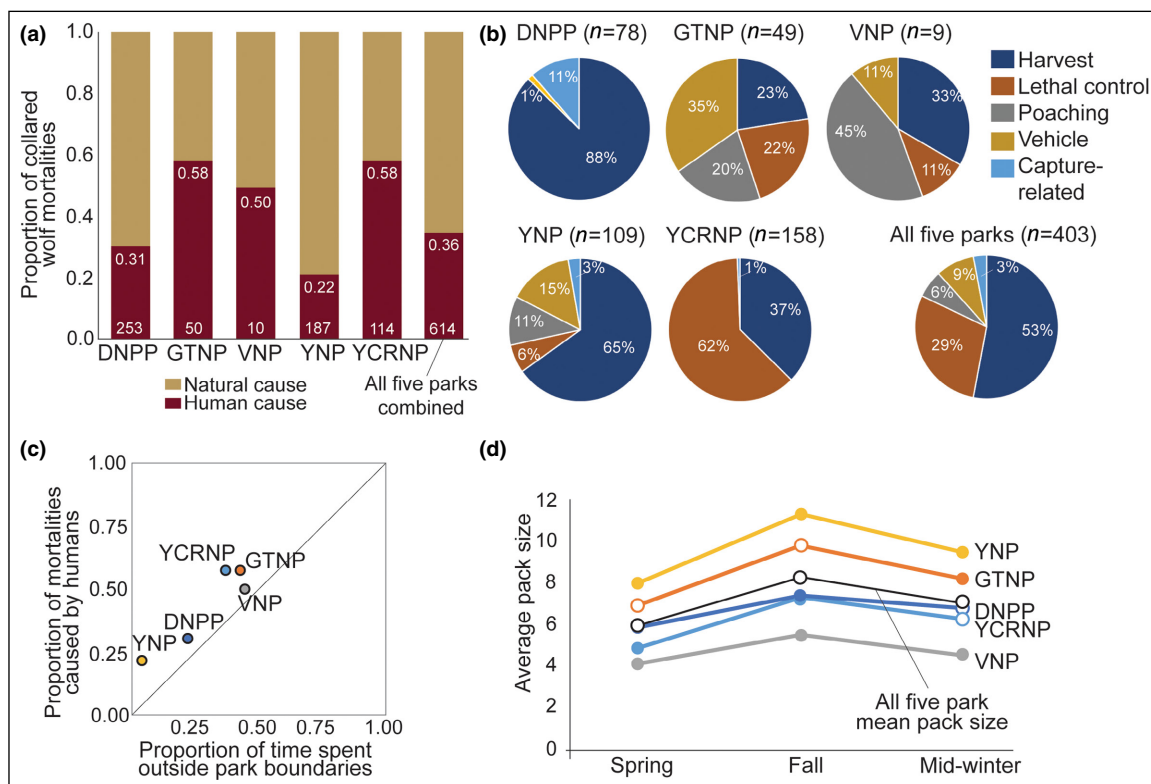 (a)
1.0
0.8
0.6
0.4
0.2
0.0
Proportion of collared
wolf mortalities
0.31
0.58
0.50
0.22
0.58
0.36
253
50
10
187
114
614
DNPP
GTNP
VNP
YNP
YCRNP
All five parks
combined
Natural cause
Human cause
(b)
DNPP (n=78)
11%
1%
88%
GTNP (n=49)
35%
23%
22%
20%
VNP (n=9)
11%
33%
45%
11%
Harvest
Lethal control
Poaching
Vehicle
Capture-
related
YNP (n=109)
3%
15%
11%
6%
65%
YCRNP (n=158)
1%
37%
62%
All five parks (n=403)
9%
3%
6%
29%
53%
(c)
1.00
0.75
0.50
0.25
0.00
Proportion of mortalities
caused by humans
YCRNP
GTNP
VNP
DNPP
YNP
0.25
0.50
0.75
1.00
Proportion of time spent
outside park boundaries
(d)
12
10
8
6
4
2
0
Average pack size
YNP
GTNP
DNPP
YCRNP
VNP
All five park
mean pack size
Spring
Fall
Mid-winter